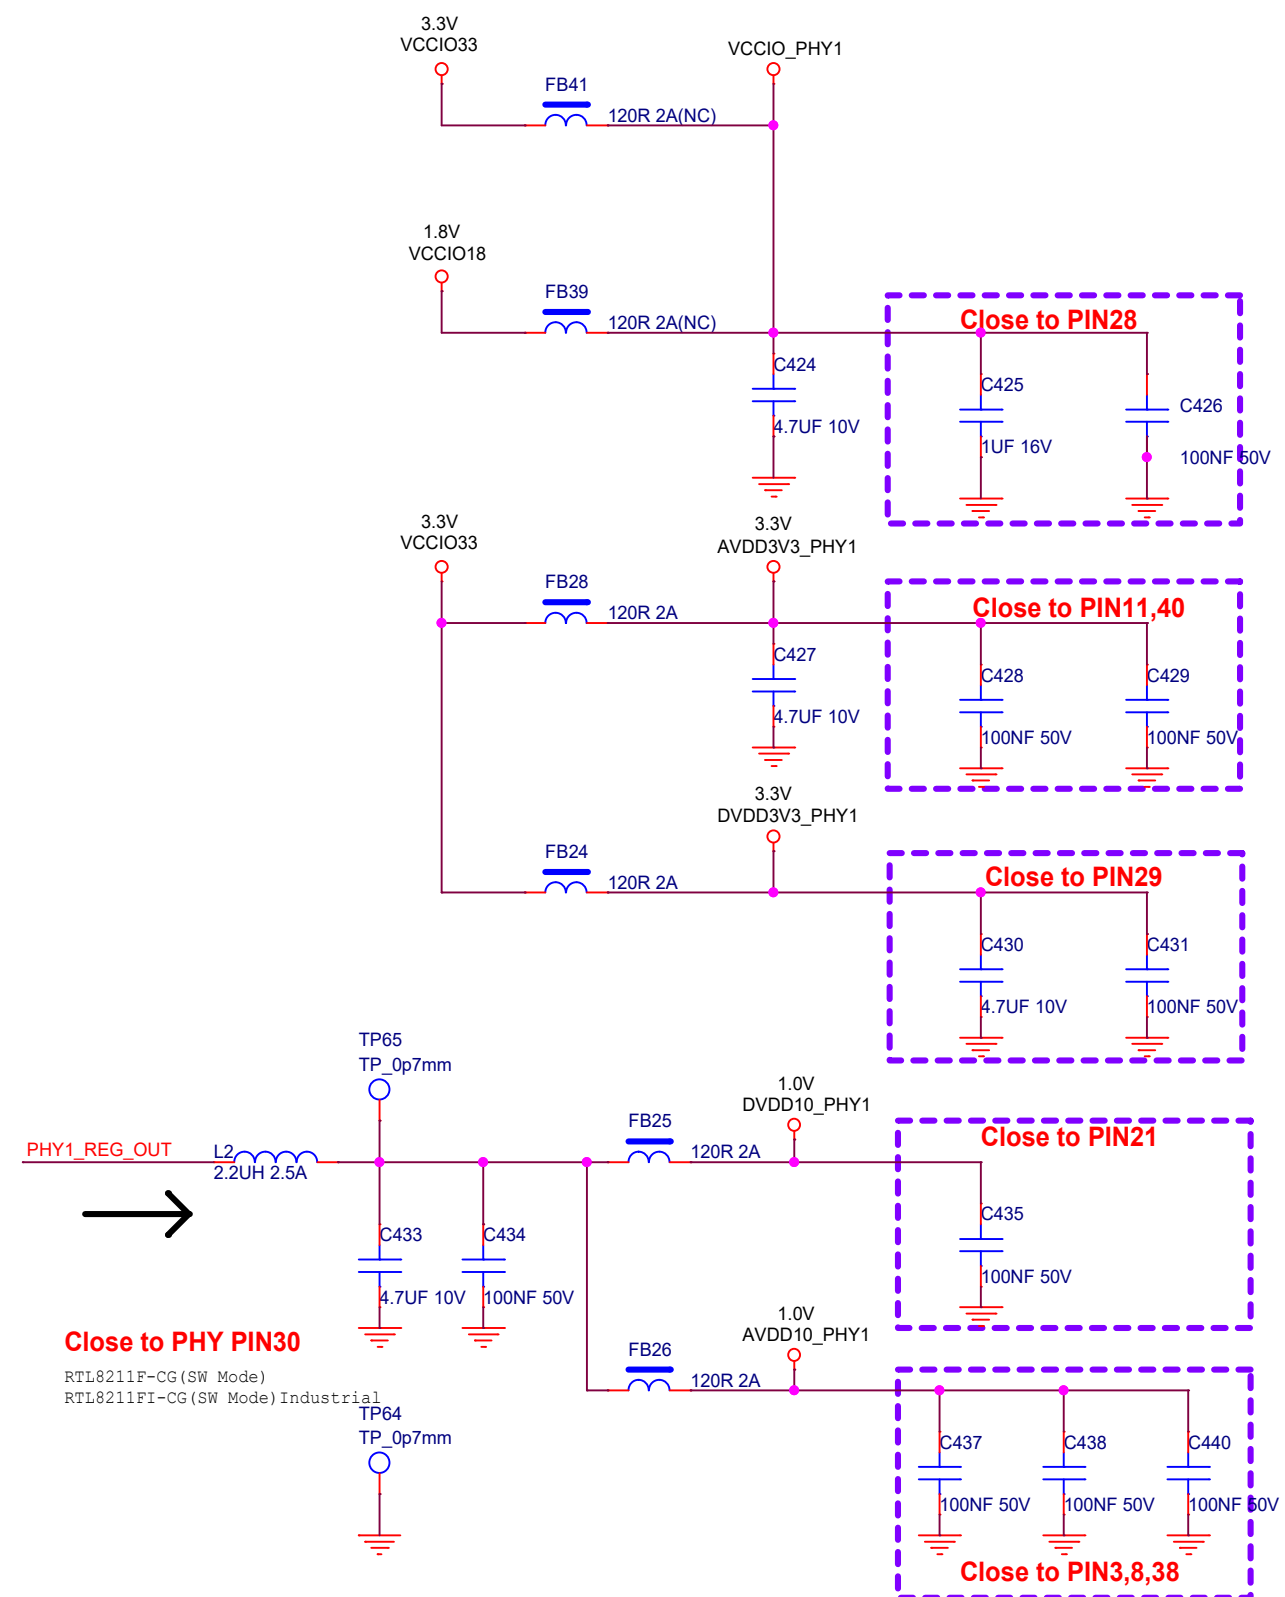 3.3V
VCCIO33
VCCIO_PHY1
FB41
120R 2A(NC)
1.8V
VCCIO18
FB39
120R 2A(NC)
Close to PIN28
C424
4.7UF 10V
C425
1UF 16V
C426
100NF 50V
3.3V
VCCIO33
3.3V
AVDD3V3_PHY1
FB28
120R 2A
Close to PIN11,40
C427
4.7UF 10V
C428
100NF 50V
C429
100NF 50V
3.3V
DVDD3V3_PHY1
FB24
120R 2A
Close to PIN29
C430
4.7UF 10V
C431
100NF 50V
TP65
TP_0p7mm
1.0V
DVDD10_PHY1
PHY1_REG_OUT
L2
2.2UH 2.5A
FB25
120R 2A
Close to PIN21
C433
4.7UF 10V
C434
100NF 50V
C435
100NF 50V
Close to PHY PIN30
RTL8211F-CG(SW Mode)
RTL8211FI-CG(SW Mode)Industrial
1.0V
AVDD10_PHY1
FB26
120R 2A
TP64
TP_0p7mm
C437
100NF 50V
C438
100NF 50V
C440
100NF 50V
Close to PIN3,8,38